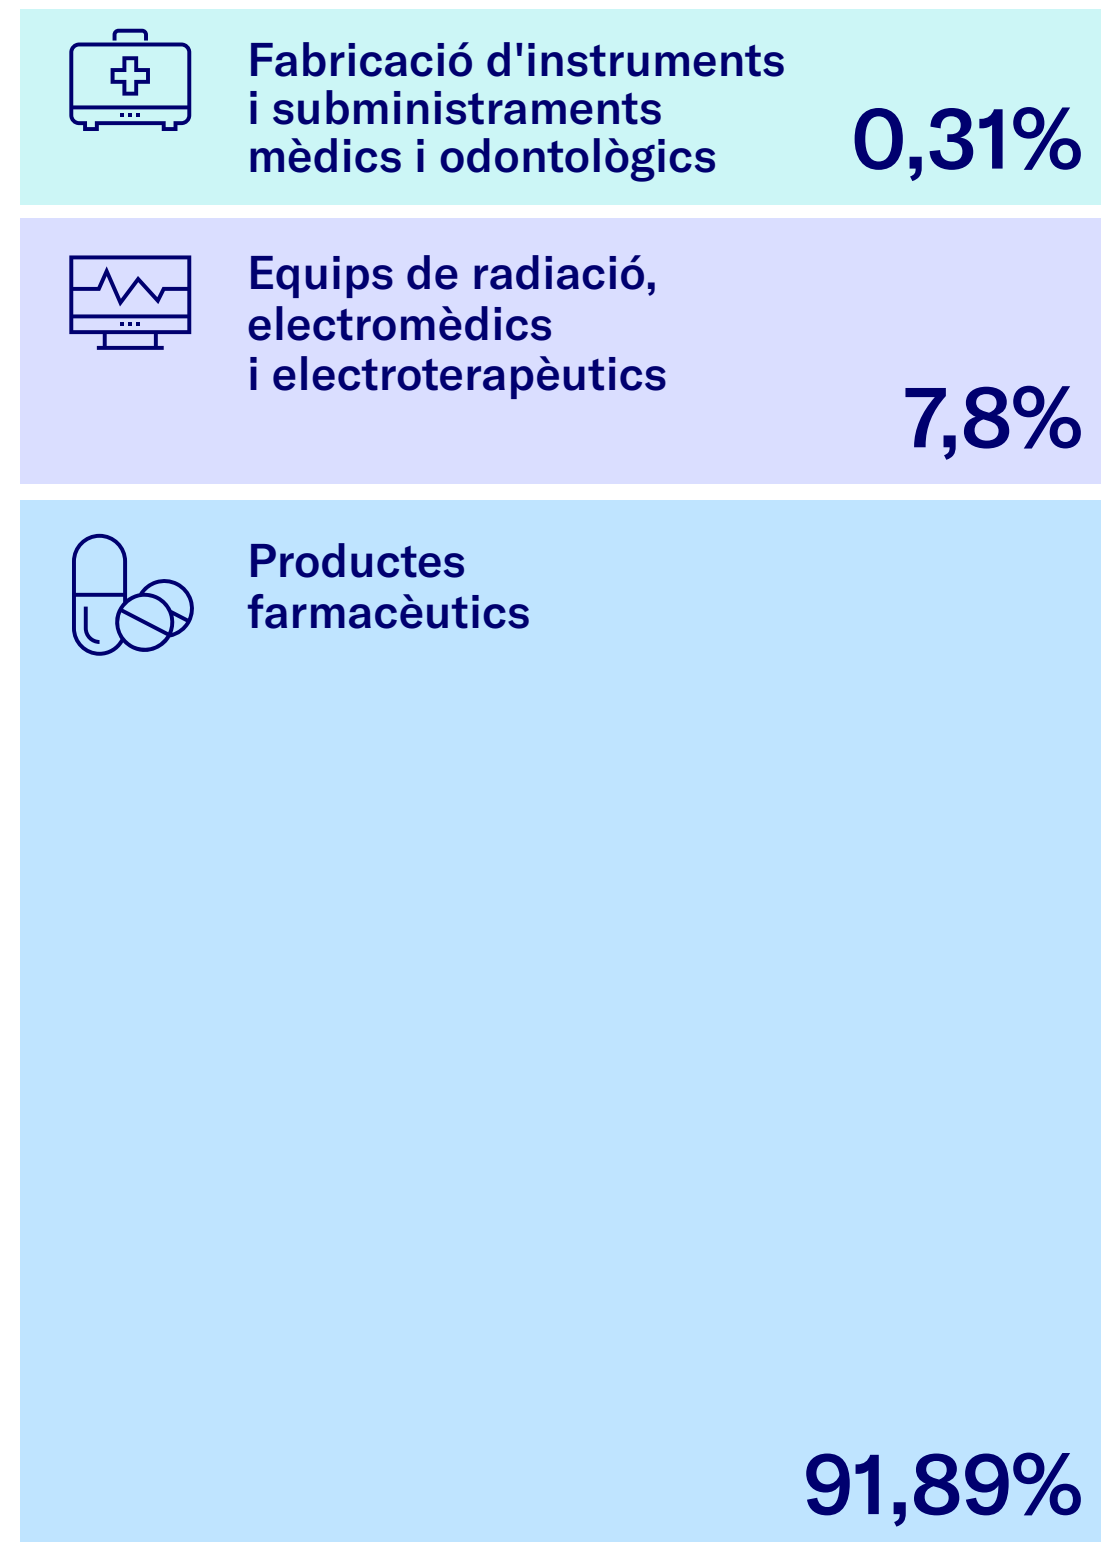 Fabricació d'instruments
i subministraments
mèdics i odontològics
0,31%
Equips de radiació,
electromèdics
i electroterapèutics
7,8%
Productes
farmacèutics
91,89%